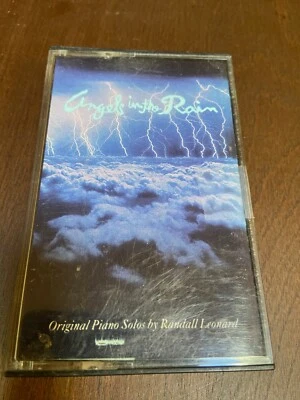 Angels in the Rain
Original Piano Solos by Randall Leonard